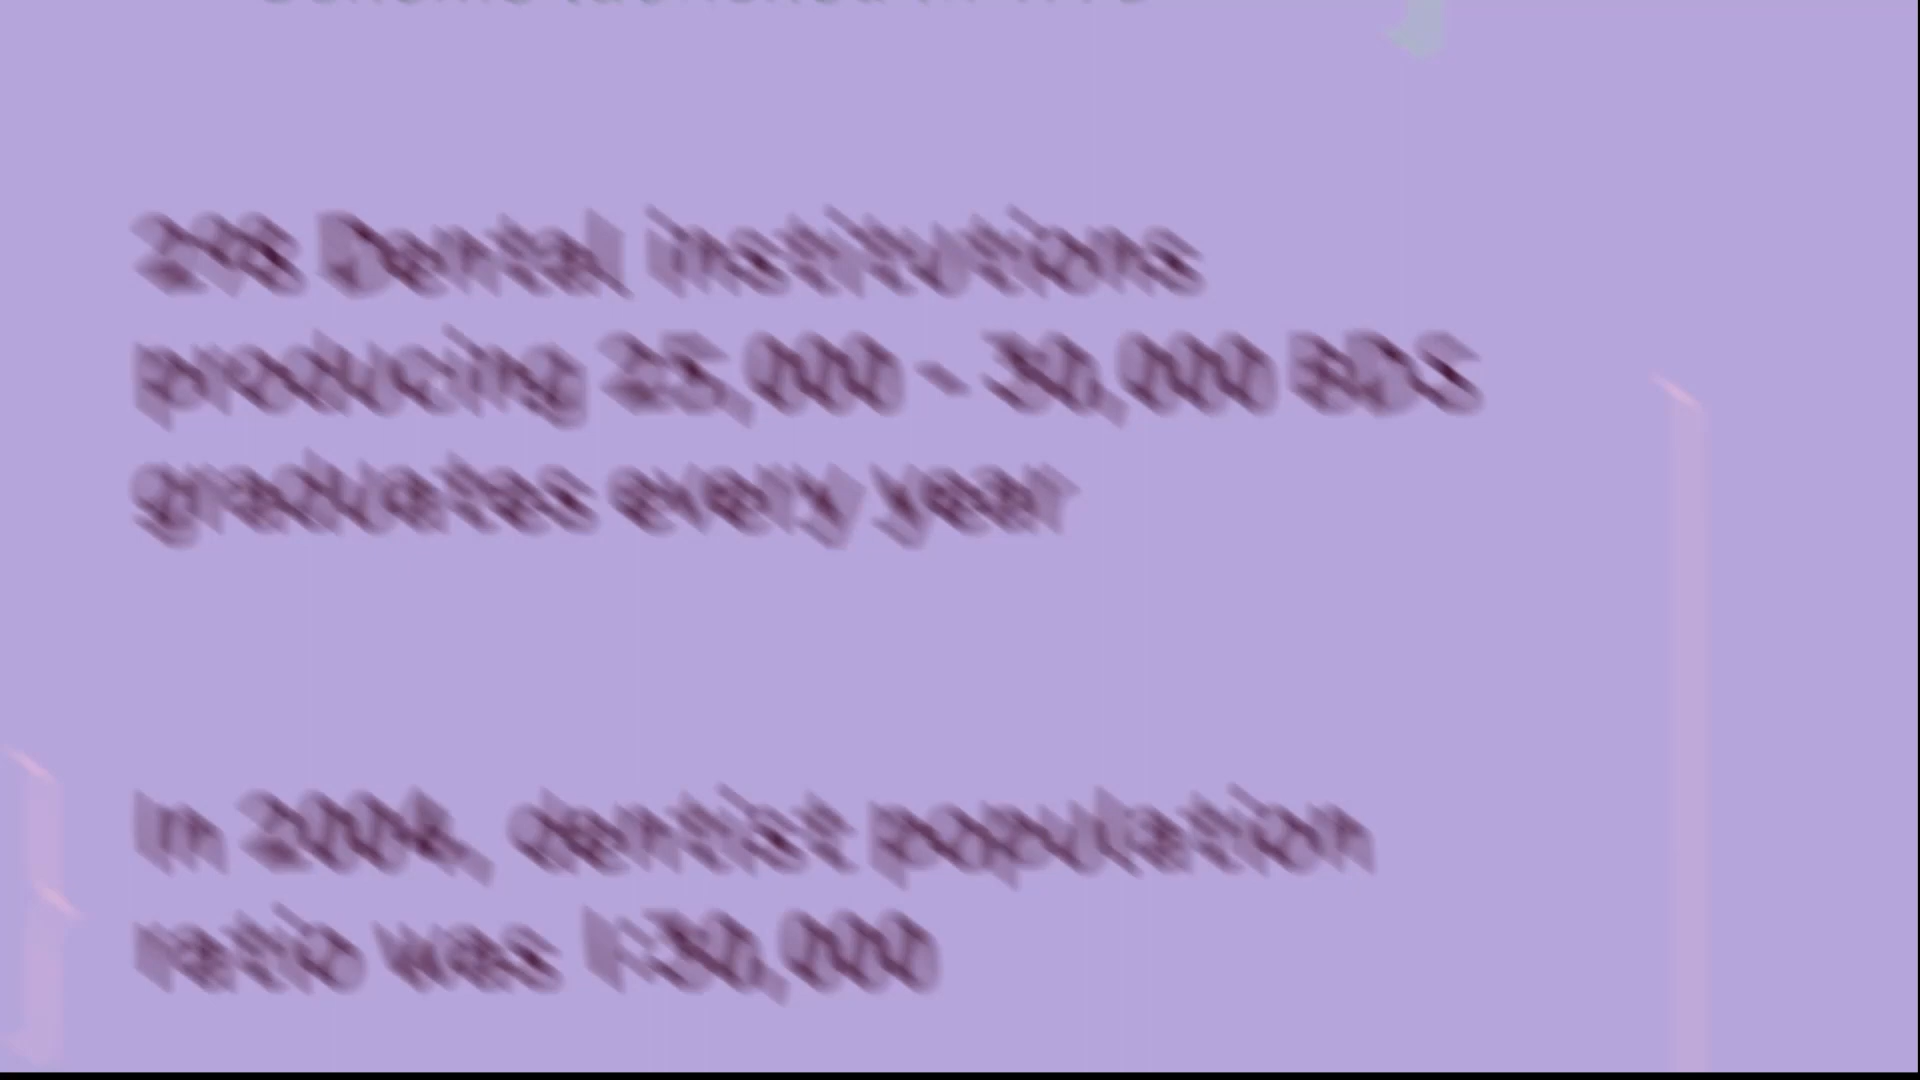 Dental institutions
producing 25,000 - 30,000 BDS
graduates every year
In 2004, dentist population
ratio was 1:30,000